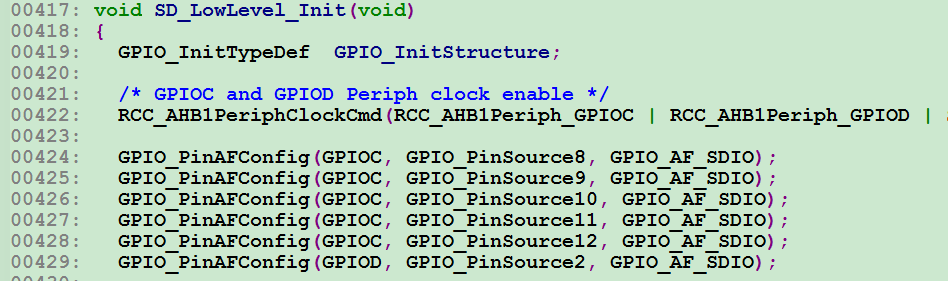 00417: void SD_LowLevel_Init(void)
00418: {
00419: GPIO_InitTypeDef GPIO_InitStructure;
00420:
00421: /* GPIOC and GPIOD Periph clock enable */
00422: RCC_AHB1PeriphClockCmd(RCC_AHB1Periph_GPIOC | RCC_AHB1Periph_GPIOD |
00423:
00424: GPIO_PinAFConfig(GPIOC, GPIO_PinSource8, GPIO_AF_SDIO);
00425: GPIO_PinAFConfig(GPIOC, GPIO_PinSource9, GPIO_AF_SDIO);
00426: GPIO_PinAFConfig(GPIOC, GPIO_PinSource10, GPIO_AF_SDIO);
00427: GPIO_PinAFConfig(GPIOC, GPIO_PinSource11, GPIO_AF_SDIO);
00428: GPIO_PinAFConfig(GPIOC, GPIO_PinSource12, GPIO_AF_SDIO);
00429: GPIO_PinAFConfig(GPIOD, GPIO_PinSource2, GPIO_AF_SDIO);